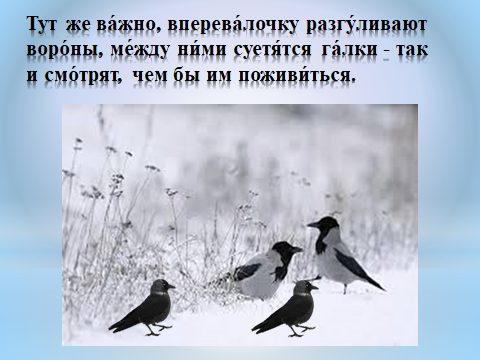 Тут же ва́жно, вперева́лочку разгу́ливают
воро́ны, ме́жду ни́ми суетя́тся га́лки - так
и смо́трят, чем бы им поживи́ться.